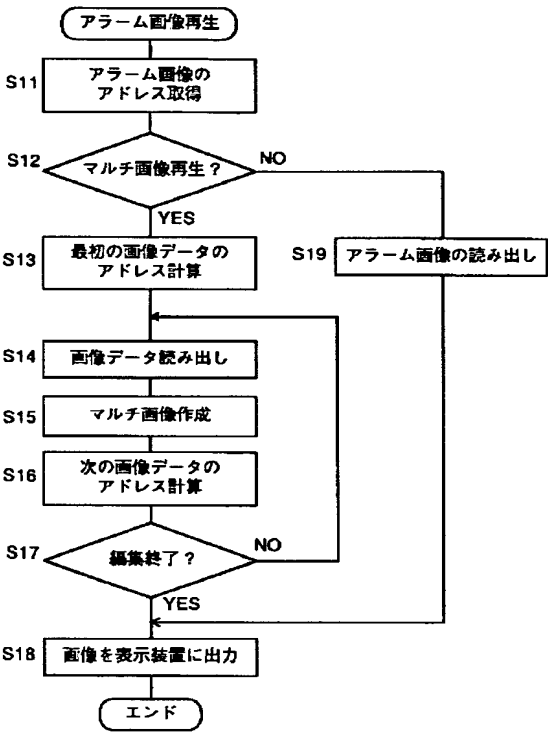 アラーム画像再生
S11
アラーム画像の
アドレス取得
S12
マルチ画像再生？
NO
YES
S13
最初の画像データの
アドレス計算
S19
アラーム画像の読み出し
S14
画像データ読み出し
S15
マルチ画像作成
S16
次の画像データの
アドレス計算
S17
編集終了？
NO
YES
S18
画像を表示装置に出力
エンド